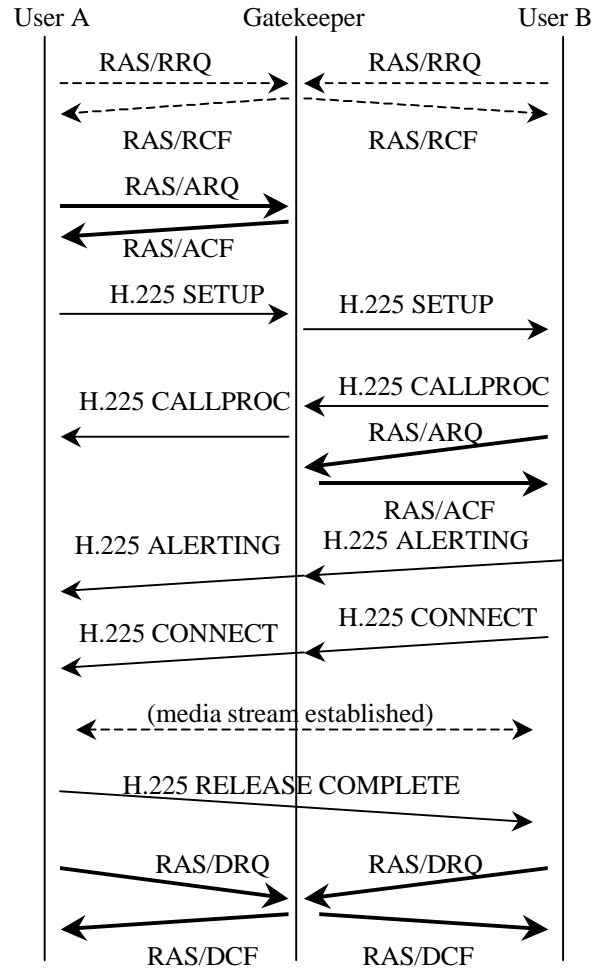 User A Gatekeeper User B
RAS/RRQ RAS/RRQ
RAS/RCF RAS/RCF
RAS/ARQ
RAS/ACF
H.225 SETUP
H.225 SETUP
H.225 CALLPROC
H.225 CALLPROC
RAS/ARQ
RAS/ACF
H.225 ALERTING
H.225 ALERTING
H.225 CONNECT
H.225 CONNECT
(media stream established)
H.225 RELEASE COMPLETE
RAS/DRQ RAS/DRQ
RAS/DCF RAS/DCF